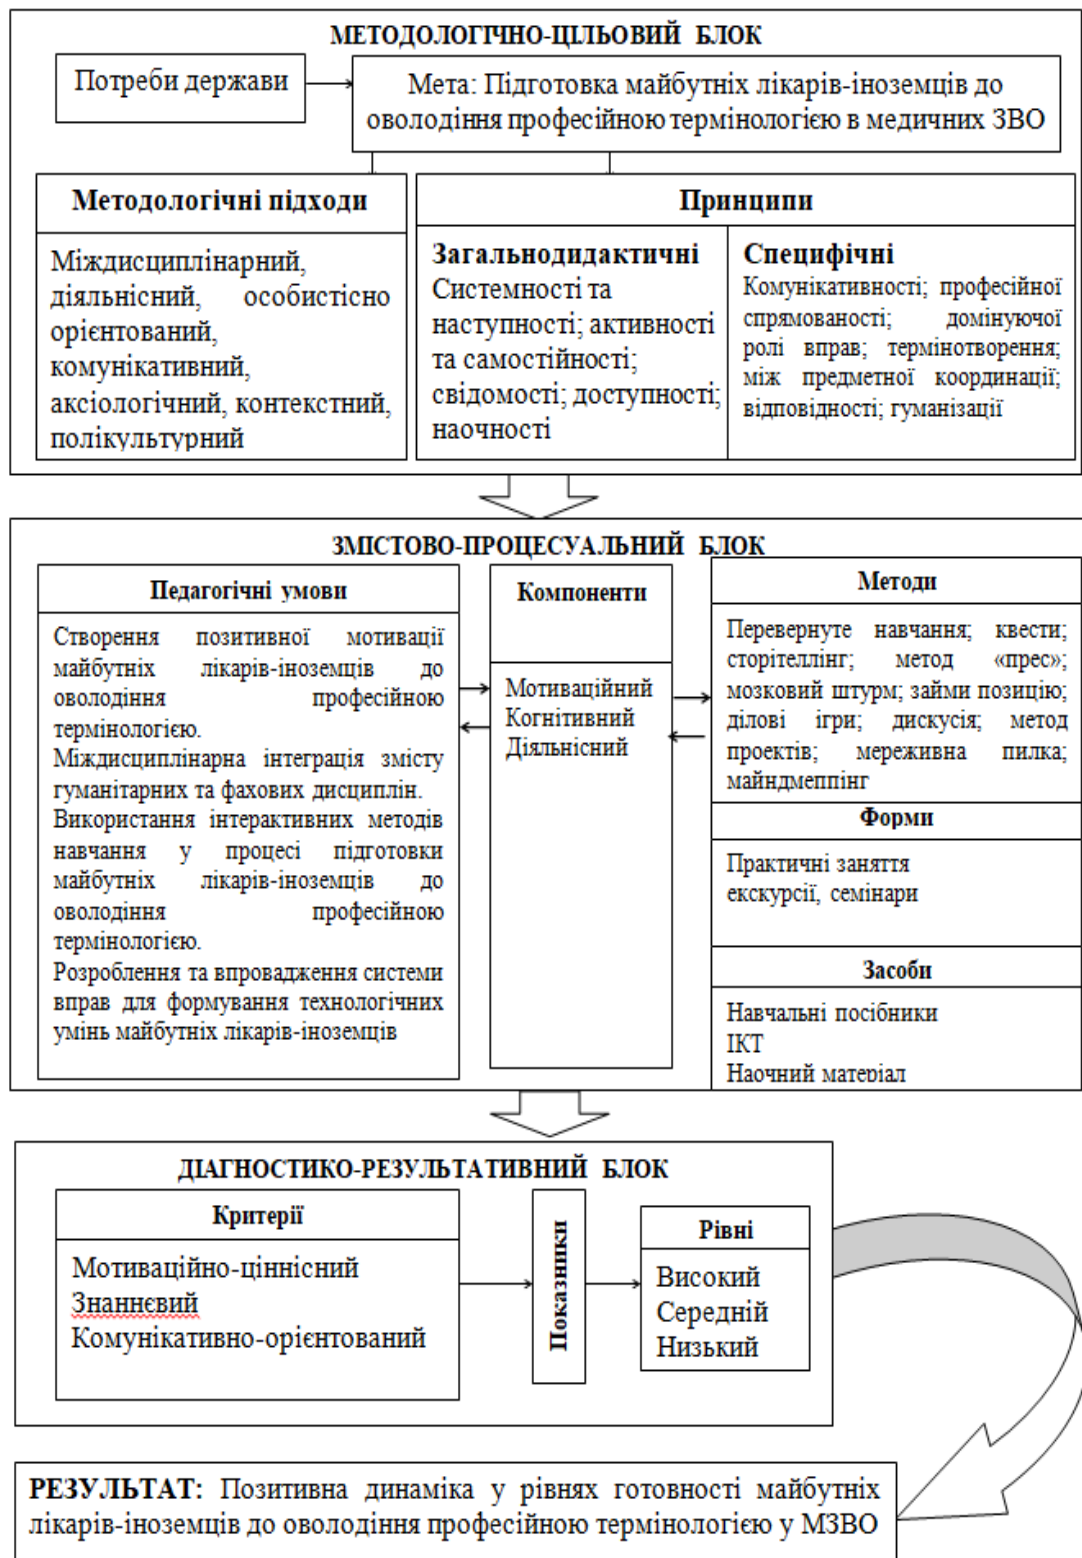 МЕТОДОЛОГІЧНО-ЦІЛЬОВИЙ БЛОК
Потреби держави
Мета: Підготовка майбутніх лікарів-іноземців до
оволодіння професійною термінологією в медичних ЗВО
Методологічні підходи
Міждисциплінарний,
діяльнісний, особистісно
орієнтований,
комунікативний,
аксіологічний, контекстний,
полікультурний
Принципи
Загальнодидактичні
Системності та
наступності; активності
та самостійності;
свідомості; доступності;
наочності
Специфічні
Комунікативності; професійної
спрямованості; домінуючої
ролі вправ; термінотворення;
між предметної координації;
відповідності; гуманізації
ЗМІСТОВО-ПРОЦЕСУАЛЬНИЙ БЛОК
Педагогічні умови
Створення позитивної мотивації
майбутніх лікарів-іноземців до
оволодіння професійною
термінологією.
Міждисциплінарна інтеграція змісту
гуманітарних та фахових дисциплін.
Використання інтерактивних методів
навчання у процесі підготовки
майбутніх лікарів-іноземців до
оволодіння професійною
термінологією.
Розроблення та впровадження системи
вправ для формування технологічних
умінь майбутніх лікарів-іноземців
Компоненти
Мотиваційний
Когнітивний
Діяльнісний
Методи
Перевернуте навчання; квести;
сторітеллінг; метод «прес»;
мозковий штурм; займи позицію;
ділові ігри; дискусія; метод
проектів; мереживна пилка;
майндмеппінг
Форми
Практичні заняття
екскурсії, семінари
Засоби
Навчальні посібники
ІКТ
Наочний матеріал
ДІАГНОСТИКО-РЕЗУЛЬТАТИВНИЙ БЛОК
Критерії
Мотиваційно-ціннісний
Знаннєвий
Комунікативно-орієнтований
Показники
Рівні
Високий
Середній
Низький
РЕЗУЛЬТАТ: Позитивна динаміка у рівнях готовності майбутніх
лікарів-іноземців до оволодіння професійною термінологією у МЗВО